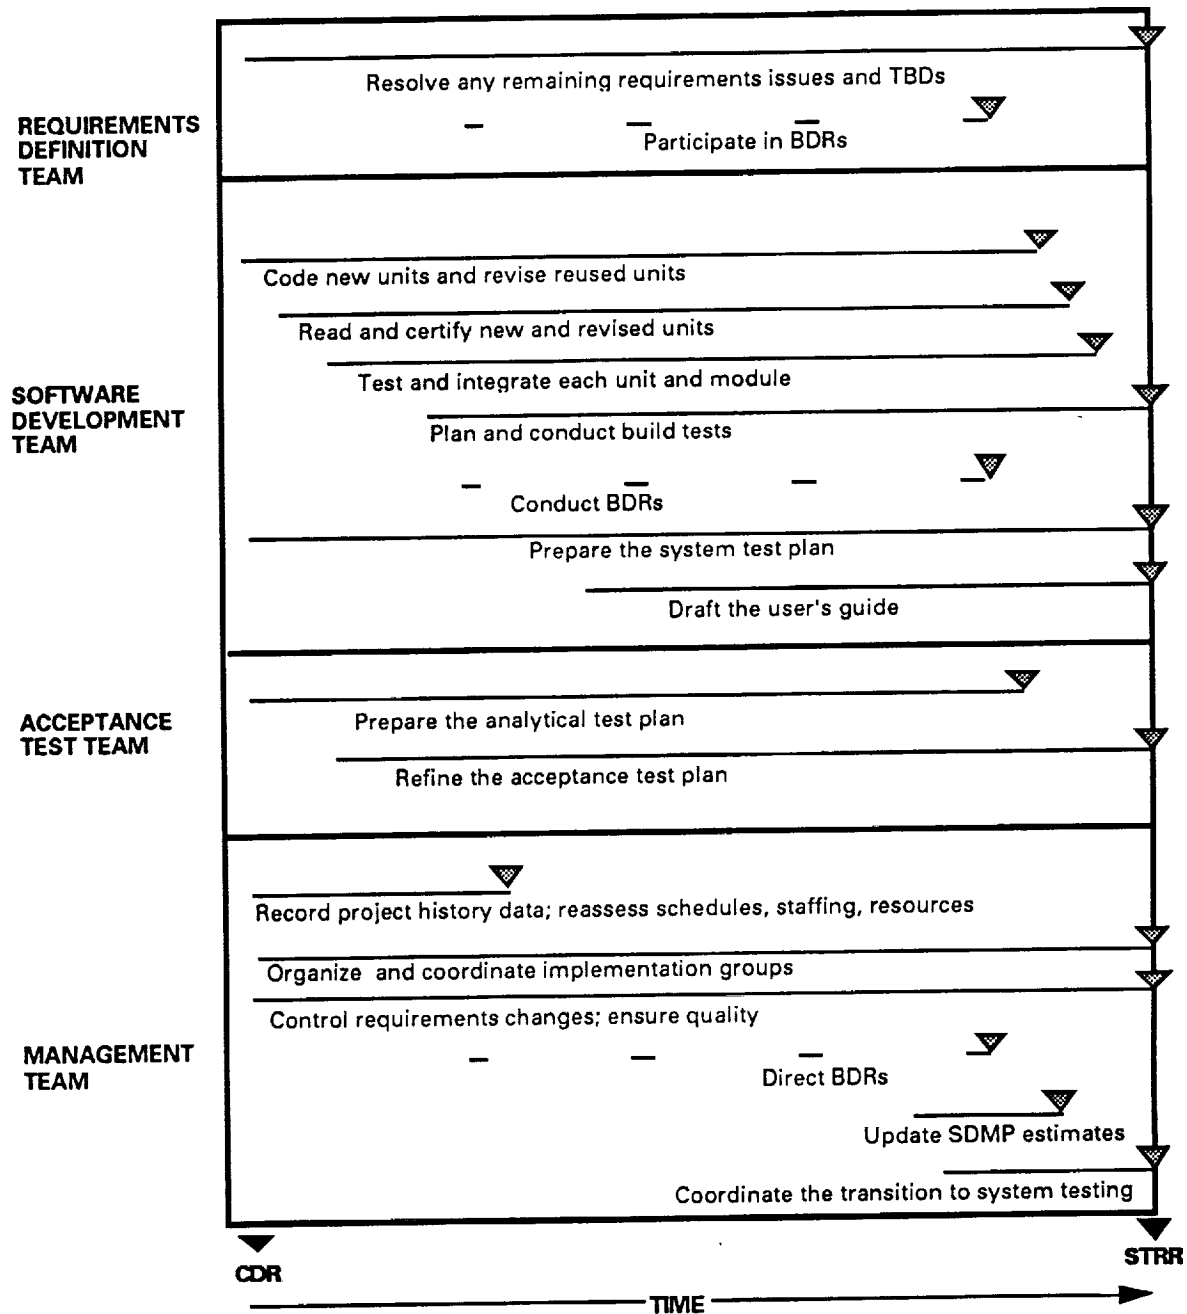 Resolve any remaining requirements issues and TBDs
REQUIREMENTS
DEFINITION
TEAM
Participate in BDRs
Code new units and revise reused units
Read and certify new and revised units
Test and integrate each unit and module
SOFTWARE
DEVELOPMENT
TEAM
Plan and conduct build tests
Conduct BDRs
Prepare the system test plan
Draft the user's guide
ACCEPTANCE
TEST TEAM
Prepare the analytical test plan
Refine the acceptance test plan
Record project history data; reassess schedules, staffing, resources
Organize and coordinate implementation groups
Control requirements changes; ensure quality
MANAGEMENT
TEAM
Direct BDRs
Update SDMP estimates
Coordinate the transition to system testing
CDR
STRR
TIME